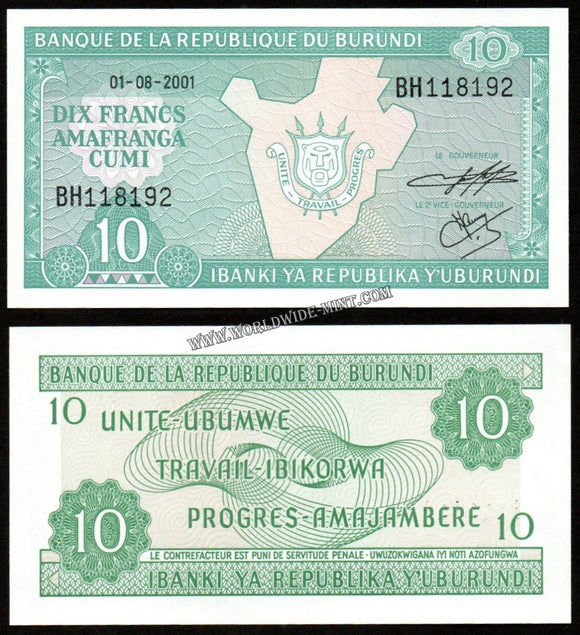 BANQUE DE LA REPUBLIQUE DU BURUNDI
10
01-08-2001
BH118192
DIX FRANCS
AMAFRANGA
CUMI
LE GOUVERNEUR
UNITE - TRAVAIL - PROGRES
BH118192
LE 2e VICE-GOUVERNEUR
10
IBANKI YA REPUBLIKA Y'UBURUNDI
WWW.WORLDWIDE-MINT.COM
BANQUE DE LA REPUBLIQUE DU BURUNDI
10
UNITE-UBUMWE
10
TRAVAIL-IBIKORWA
10
PROGRES-AMAJAMBERE
10
LE CONTREFACTEUR EST PUNI DE SERVITUDE PENALE - UWUZOKWIGANA IYI NOTI AZOFUNGWA
IBANKI YA REPUBLIKA Y'UBURUNDI